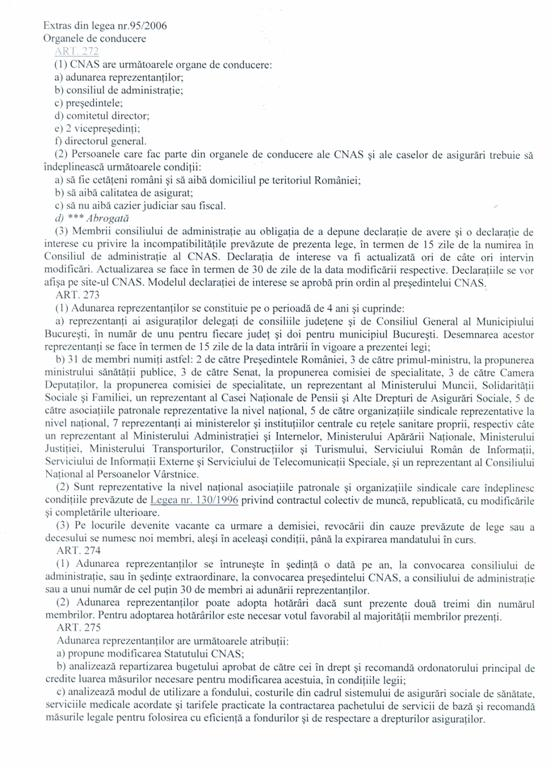 Extras din legea nr.95/2006
Organele de conducere
ART. 272
(1) CNAS are următoarele organe de conducere:
a) adunarea reprezentanţilor;
b) consiliul de administraţie;
c) preşedintele;
d) comitetul director;
e) 2 vicepreşedinţi;
f) directorul general.
(2) Persoanele care fac parte din organele de conducere ale CNAS şi ale caselor de asigurări trebuie să
îndeplinească următoarele condiţii:
a) să fie cetăţeni români şi să aibă domiciliul pe teritoriul României;
b) să aibă calitatea de asigurat;
c) să nu aibă cazier judiciar sau fiscal.
d) *** Abrogată
(3) Membrii consiliului de administraţie au obligaţia de a depune declaraţie de avere şi o declaraţie de
interese cu privire la incompatibilităţile prevăzute de prezenta lege, în termen de 15 zile de la numirea în
Consiliul de administraţie al CNAS. Declaraţia de interese va fi actualizată ori de câte ori intervin
modificări. Actualizarea se face în termen de 30 de zile de la data modificării respective. Declaraţiile se vor
afişa pe site-ul CNAS. Modelul declaraţiei de interese se aprobă prin ordin al preşedintelui CNAS.
ART. 273
(1) Adunarea reprezentanţilor se constituie pe o perioadă de 4 ani şi cuprinde:
a) reprezentanţi ai asiguraţilor delegaţi de consiliile judeţene şi de Consiliul General al Municipiului
Bucureşti, în număr de unu pentru fiecare judeţ şi doi pentru municipiul Bucureşti. Desemnarea acestor
reprezentanţi se face în termen de 15 zile de la data intrării în vigoare a prezentei legi;
b) 31 de membri numiţi astfel: 2 de către Preşedintele României, 3 de către primul-ministru, la propunerea
ministrului sănătăţii publice, 3 de către Senat, la propunerea comisiei de specialitate, 3 de către Camera
Deputaţilor, la propunerea comisiei de specialitate, un reprezentant al Ministerului Muncii, Solidarităţii
Sociale şi Familiei, un reprezentant al Casei Naţionale de Pensii şi Alte Drepturi de Asigurări Sociale, 5 de
către asociaţiile patronale reprezentative la nivel naţional, 5 de către organizaţiile sindicale reprezentative la
nivel naţional, 7 reprezentanţi ai ministerelor şi instituţiilor centrale cu reţele sanitare proprii, respectiv câte
un reprezentant al Ministerului Administraţiei şi Internelor, Ministerului Apărării Naţionale, Ministerului
Justiţiei, Ministerului Transporturilor, Construcţiilor şi Turismului, Serviciului Român de Informaţii,
Serviciului de Informaţii Externe şi Serviciului de Telecomunicaţii Speciale, şi un reprezentant al Consiliului
Naţional al Persoanelor Vârstnice.
(2) Sunt reprezentative la nivel naţional asociaţiile patronale şi organizaţiile sindicale care îndeplinesc
condiţiile prevăzute de Legea nr. 130/1996 privind contractul colectiv de muncă, republicată, cu modificările
şi completările ulterioare.
(3) Pe locurile devenite vacante ca urmare a demisiei, revocării din cauze prevăzute de lege sau a
decesului se numesc noi membri, aleşi în aceleaşi condiţii, până la expirarea mandatului în curs.
ART. 274
(1) Adunarea reprezentanţilor se întruneşte în şedinţă o dată pe an, la convocarea consiliului de
administraţie, sau în şedinţe extraordinare, la convocarea preşedintelui CNAS, a consiliului de administraţie
sau a unui număr de cel puţin 30 de membri ai adunării reprezentanţilor.
(2) Adunarea reprezentanţilor poate adopta hotărâri dacă sunt prezente două treimi din numărul
membrilor. Pentru adoptarea hotărârilor este necesar votul favorabil al majorităţii membrilor prezenţi.
ART. 275
Adunarea reprezentanţilor are următoarele atribuţii:
a) propune modificarea Statutului CNAS;
b) analizează repartizarea bugetului aprobat de către cei în drept şi recomandă ordonatorului principal de
credite luarea măsurilor necesare pentru modificarea acestuia, în condiţiile legii;
c) analizează modul de utilizare a fondului, costurile din cadrul sistemului de asigurări sociale de sănătate,
serviciile medicale acordate şi tarifele practicate la contractarea pachetului de servicii de bază şi recomandă
măsurile legale pentru folosirea cu eficienţă a fondurilor şi de respectare a drepturilor asiguraţilor.